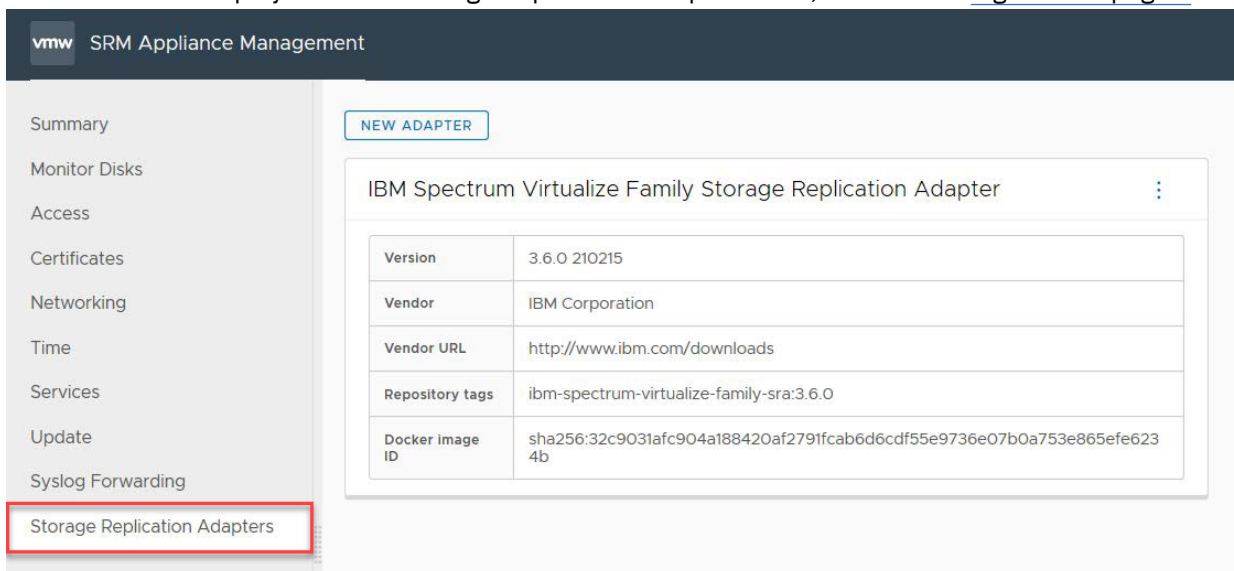 vmw SRM Appliance Management
Summary
Monitor Disks
Access
Certificates
Networking
Time
Services
Update
Syslog Forwarding
Storage Replication Adapters
NEW ADAPTER
IBM Spectrum Virtualize Family Storage Replication Adapter
Version 3.6.0 210215
Vendor IBM Corporation
Vendor URL http://www.ibm.com/downloads
Repository tags ibm-spectrum-virtualize-family-sra:3.6.0
Docker image
ID
sha256:32c9031afc904a188420af2791fcab6d6cdf55e9736e07b0a753e865efe623
4b